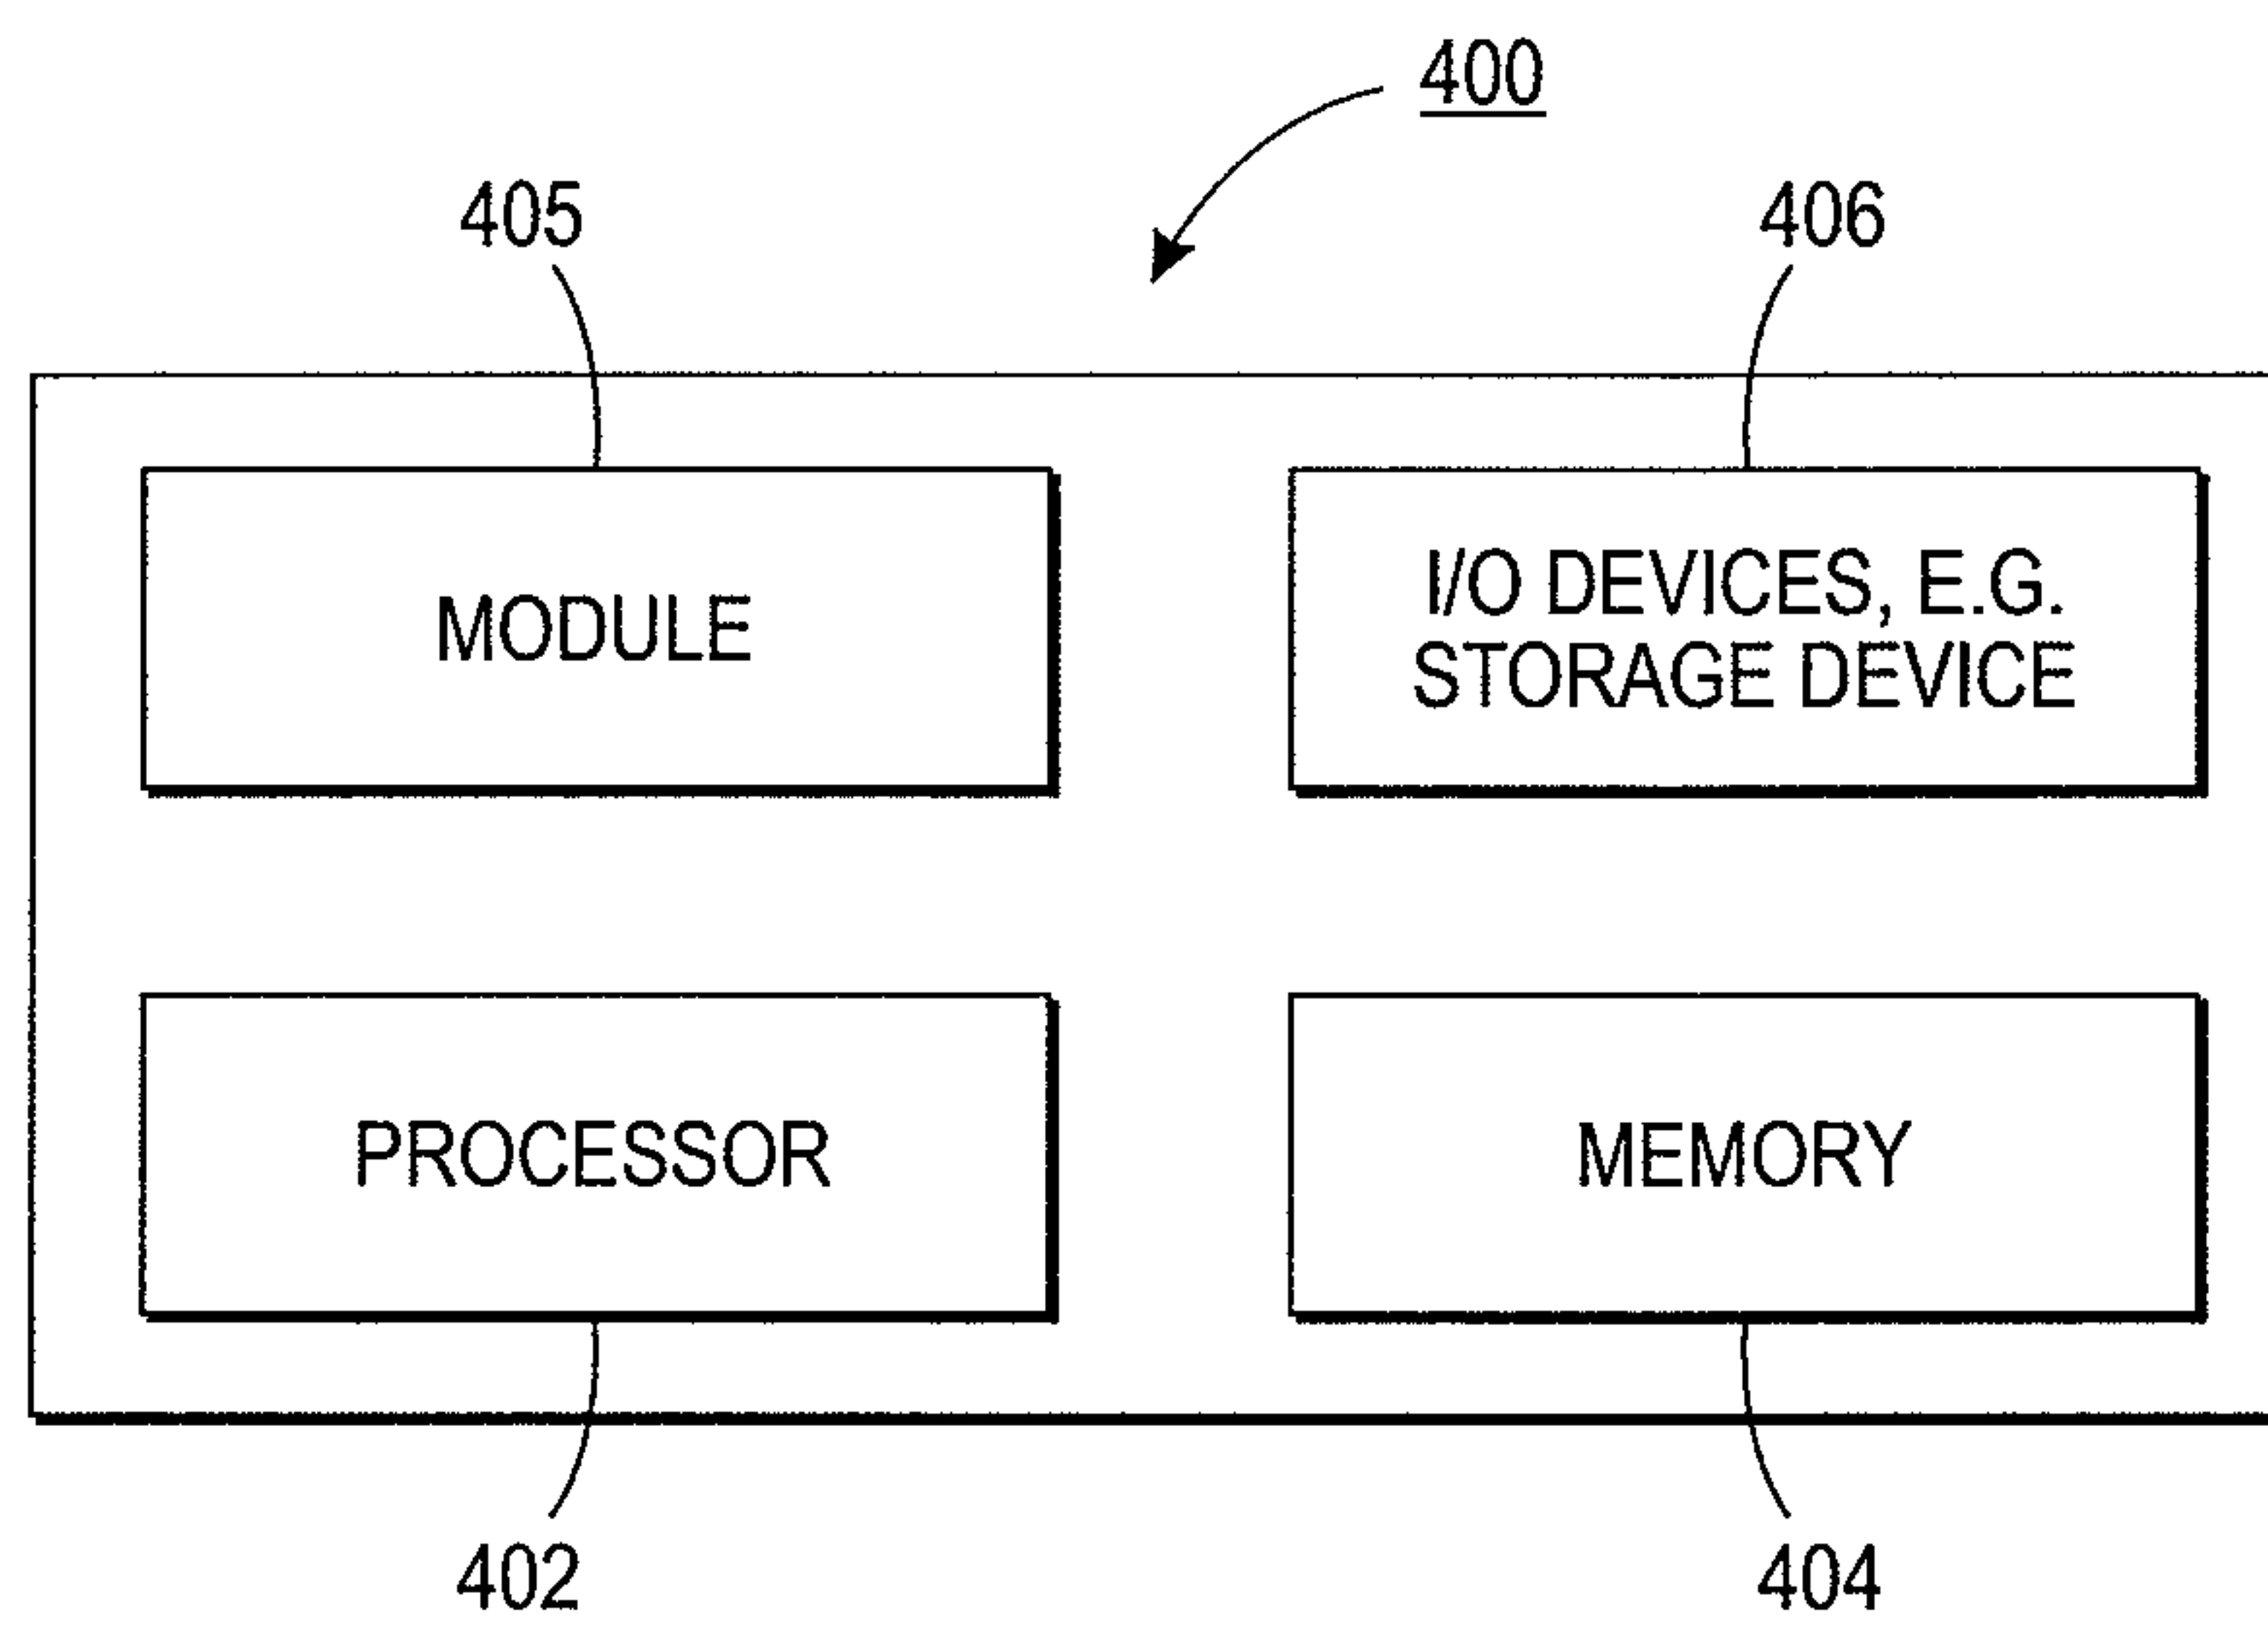 400
405
406
MODULE
I/O DEVICES, E.G.
STORAGE DEVICE
PROCESSOR
MEMORY
402
404